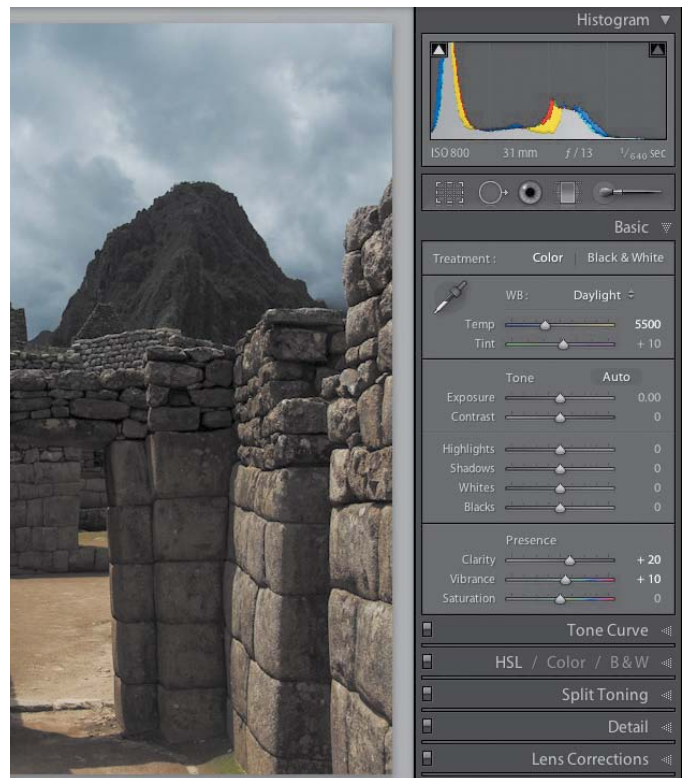 Histogram
ISO 800 31 mm f / 13 1/640 sec
Basic
Treatment : Color Black & White
WB : Daylight
Temp 5500
Tint + 10
Tone Auto
Exposure 0.00
Contrast 0
Highlights 0
Shadows 0
Whites 0
Blacks 0
Presence
Clarity + 20
Vibrance + 10
Saturation 0
Tone Curve
HSL / Color / B & W
Split Toning
Detail
Lens Corrections